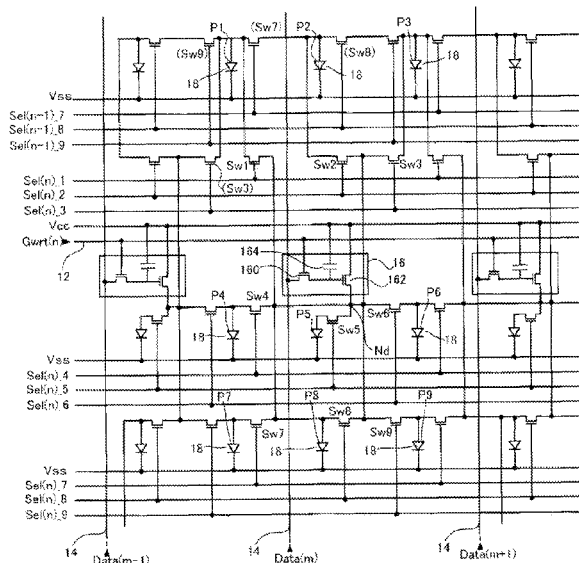 P1 (Sw7) P2 P3
(Sw9) 18 18 (Sw8) 18
Vss
Sel(n-1)_7
Sel(n-1)_8
Sel(n-1)_9
Sw1 Sw2 Sw3
Sel(n)_1
Sel(n)_2 (Sw3)
Sel(n)_3
Vcc
Gwrt(n) 164 16
160 162
12
P4 Sw4 P5 Sw6 P6
18 18 Sw5 18
Nd
Vss
Sel(n)_4
Sel(n)_5
Sel(n)_6
P7 P8 Sw8 P9
18 Sw7 18 Sw9 18
Vss
Sel(n)_7
Sel(n)_8
Sel(n)_9
14 14 14
Data(m-1) Data(m) Data(m+1)